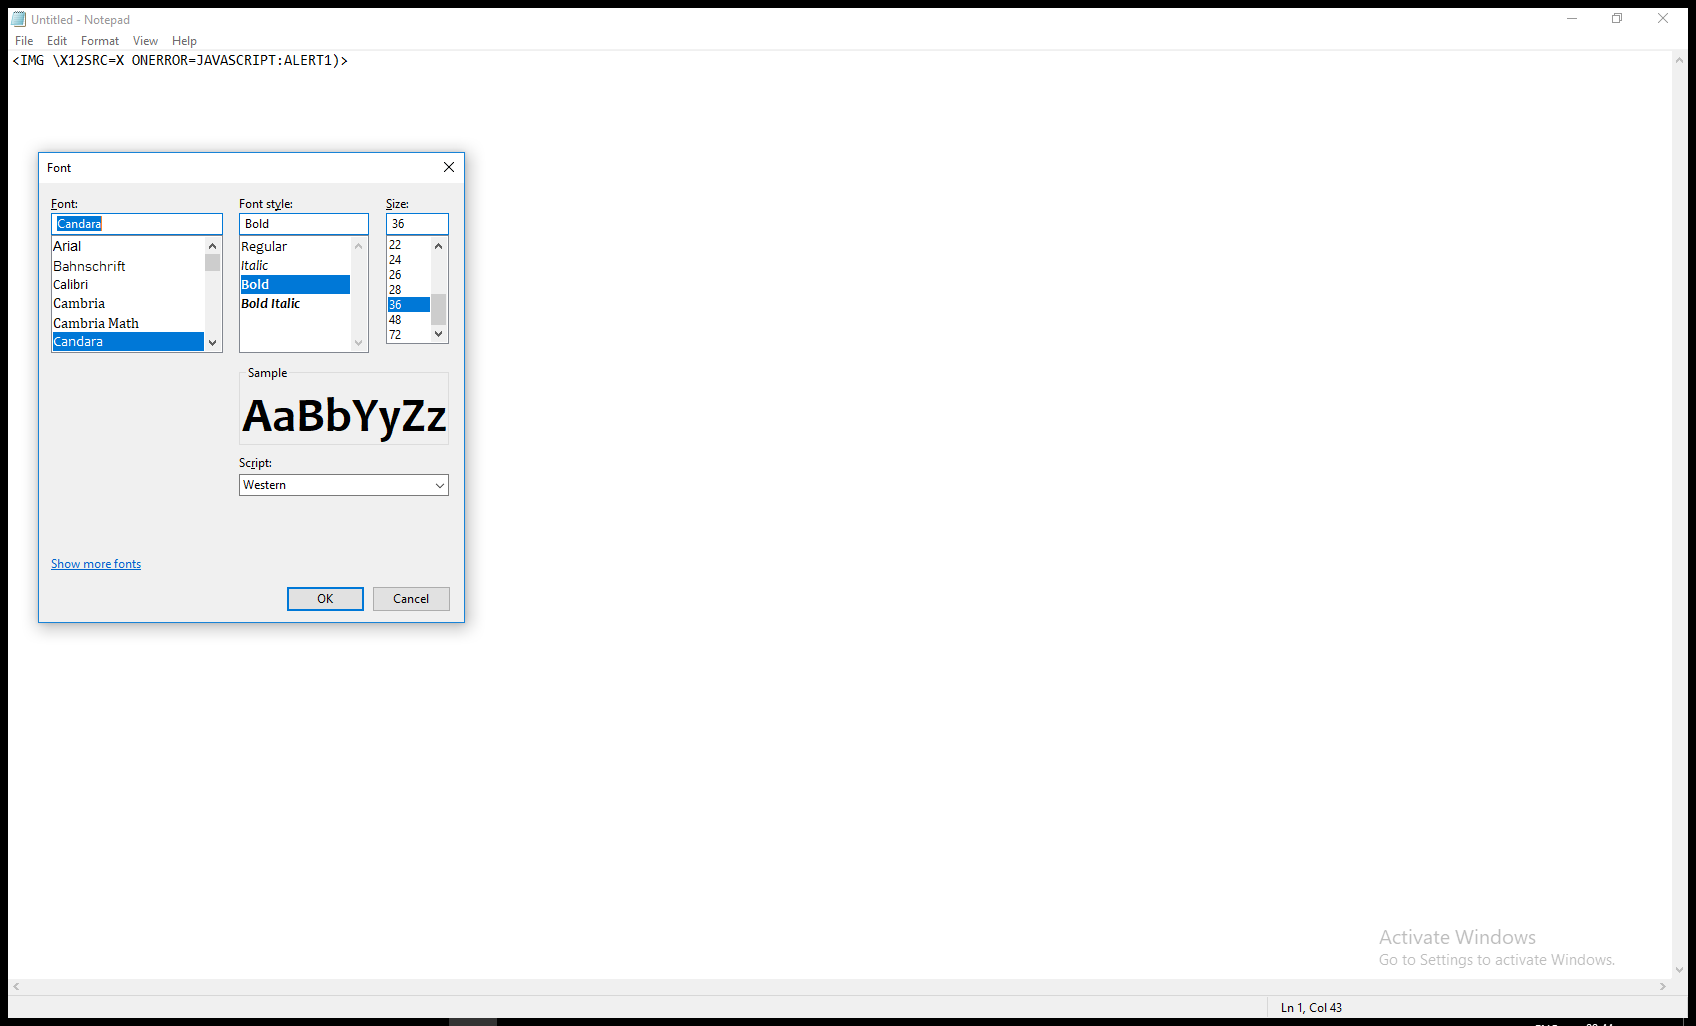 Untitled - Notepad
File Edit Format View Help
<IMG \X12SRC=X ONERROR=JAVASCRIPT:ALERT1)>
Font
Font: Font style: Size:
Candara Bold 36
Arial
Bahnschrift
Calibri
Cambria
Cambria Math
Candara
Regular
Italic
Bold
Bold Italic
22
24
26
28
36
48
72
Sample
AaBbYyZz
Script:
Western
Show more fonts
OK Cancel
Activate Windows
Go to Settings to activate Windows.
Ln 1, Col 43